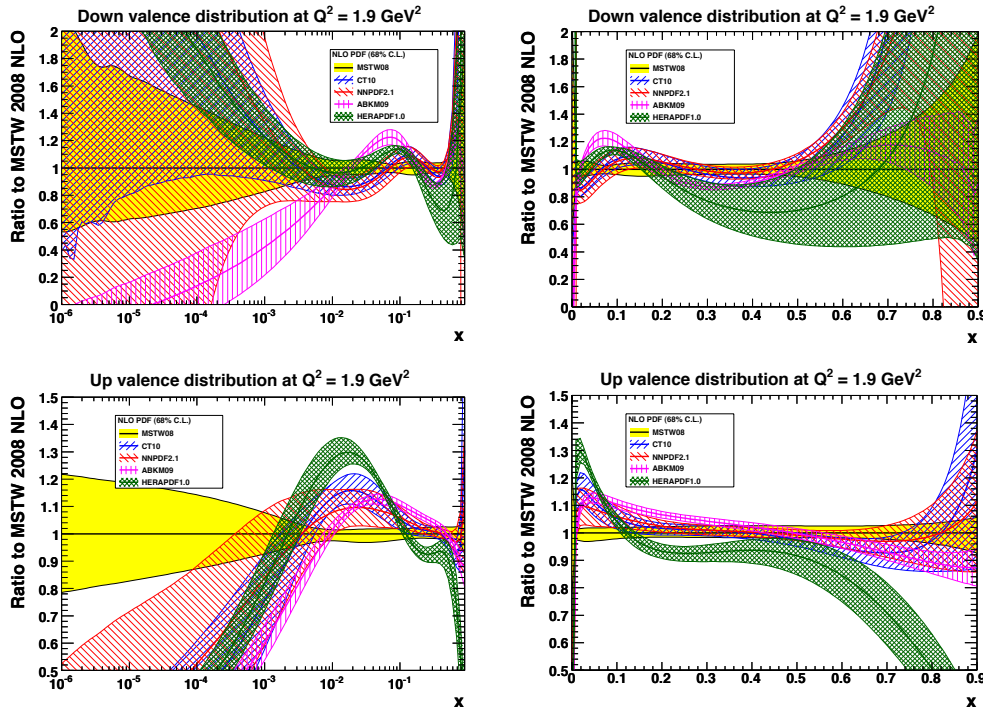 Down valence distribution at Q² = 1.9 GeV²
Ratio to MSTW 2008 NLO
2
1.8
1.6
1.4
1.2
1
0.8
0.6
0.4
0.2
0
NLO PDF (68% C.L.)
MSTW08
CT10
NNPDF2.1
ABKM09
HERAPDF1.0
10⁻⁶ 10⁻⁵ 10⁻⁴ 10⁻³ 10⁻² 10⁻¹
x
Down valence distribution at Q² = 1.9 GeV²
Ratio to MSTW 2008 NLO
2
1.8
1.6
1.4
1.2
1
0.8
0.6
0.4
0.2
0
NLO PDF (68% C.L.)
MSTW08
CT10
NNPDF2.1
ABKM09
HERAPDF1.0
0 0.1 0.2 0.3 0.4 0.5 0.6 0.7 0.8 0.9
x
Up valence distribution at Q² = 1.9 GeV²
Ratio to MSTW 2008 NLO
1.5
1.4
1.3
1.2
1.1
1
0.9
0.8
0.7
0.6
0.5
NLO PDF (68% C.L.)
MSTW08
CT10
NNPDF2.1
ABKM09
HERAPDF1.0
10⁻⁶ 10⁻⁵ 10⁻⁴ 10⁻³ 10⁻² 10⁻¹
x
Up valence distribution at Q² = 1.9 GeV²
Ratio to MSTW 2008 NLO
1.5
1.4
1.3
1.2
1.1
1
0.9
0.8
0.7
0.6
0.5
NLO PDF (68% C.L.)
MSTW08
CT10
NNPDF2.1
ABKM09
HERAPDF1.0
0 0.1 0.2 0.3 0.4 0.5 0.6 0.7 0.8 0.9
x